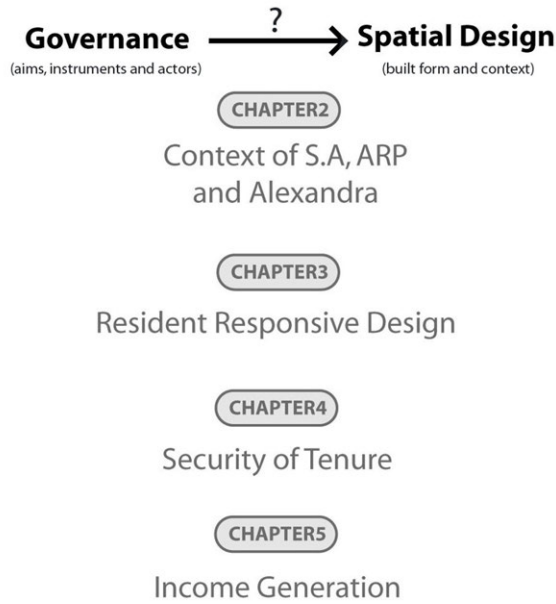 ?
Governance Spatial Design
(aims, instruments and actors) (built form and context)
CHAPTER2
Context of S.A, ARP
and Alexandra
CHAPTER3
Resident Responsive Design
CHAPTER4
Security of Tenure
CHAPTER5
Income Generation